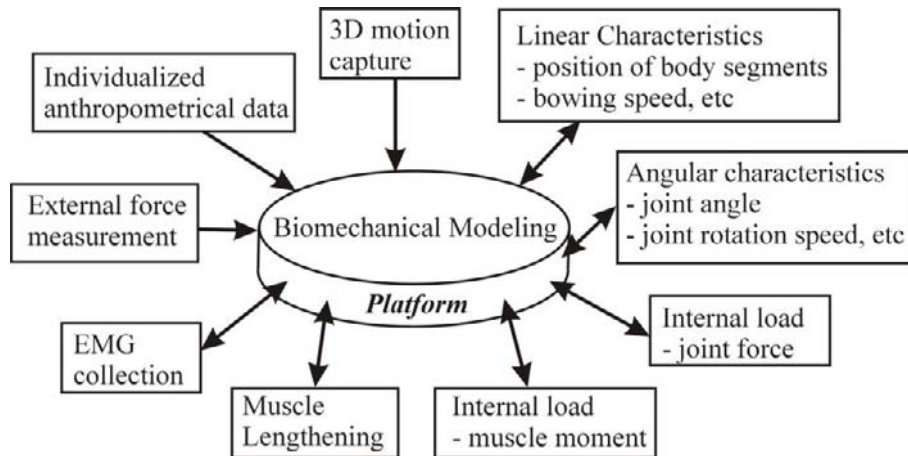 3D motion
capture
Linear Characteristics
- position of body segments
- bowing speed, etc
Individualized
anthropometrical data
Angular characteristics
- joint angle
- joint rotation speed, etc
External force
measurement
Biomechanical Modeling
Platform
Internal load
- joint force
EMG
collection
Muscle
Lengthening
Internal load
- muscle moment